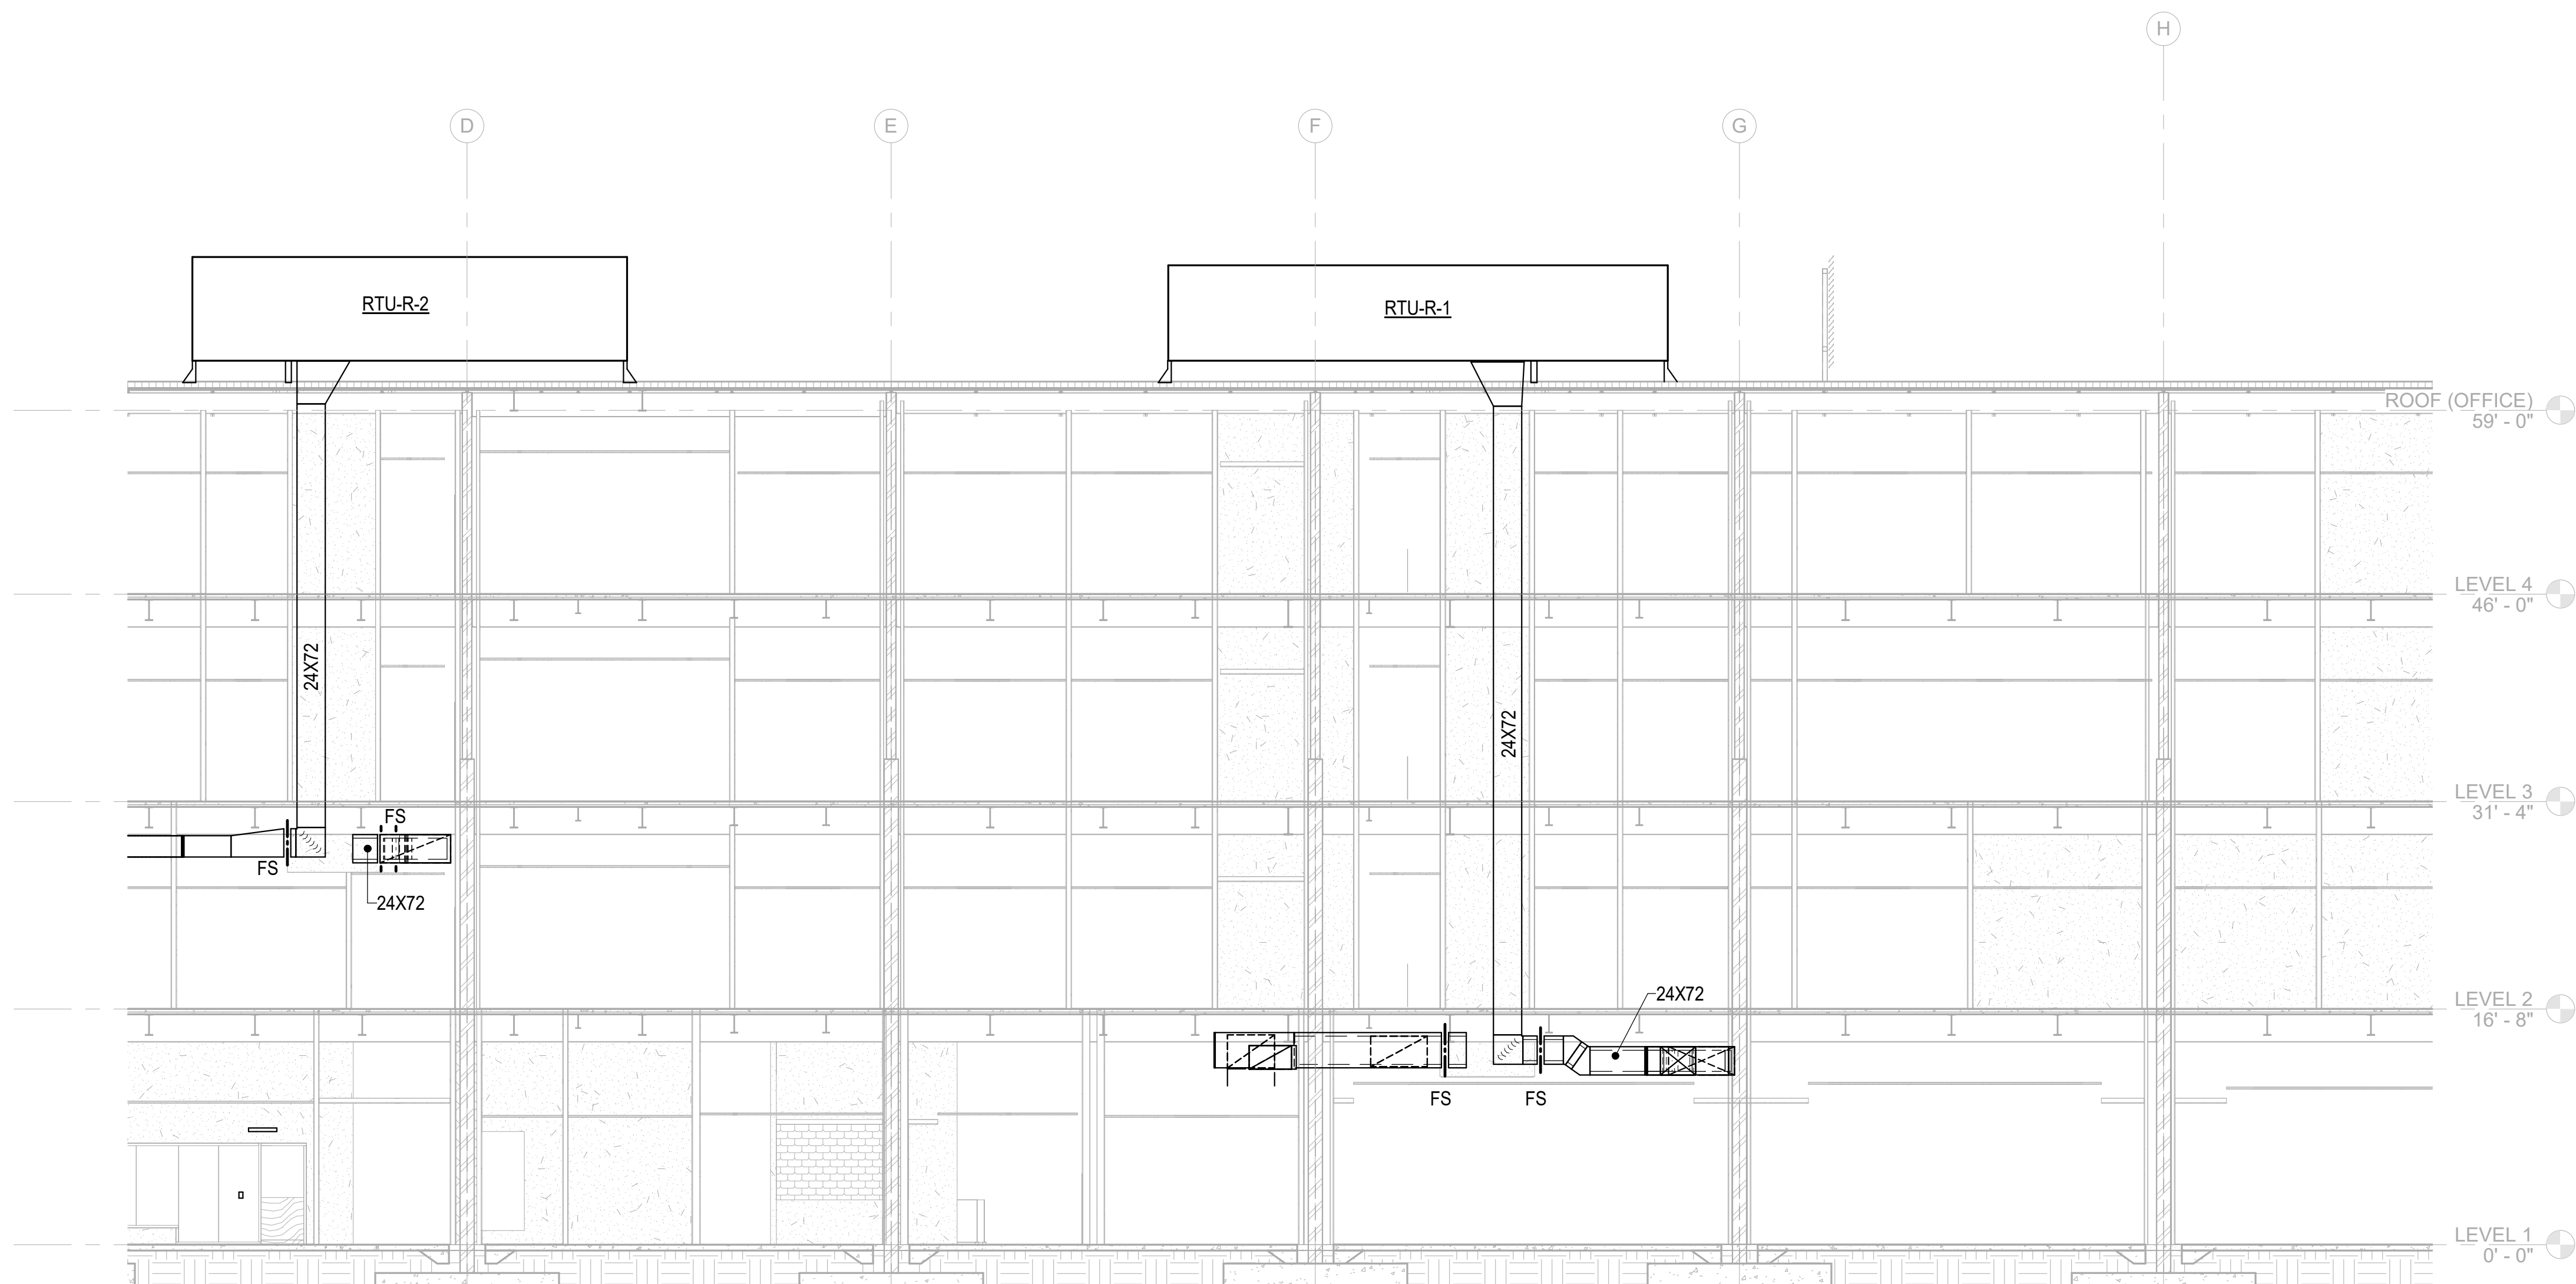 H
D
E
F
G
RTU-R-2
RTU-R-1
ROOF (OFFICE)
59' - 0"
LEVEL 4
46' - 0"
24X72
24X72
LEVEL 3
31' - 4"
FS
FS
24X72
24X72
LEVEL 2
16' - 8"
FS
FS
LEVEL 1
0' - 0"